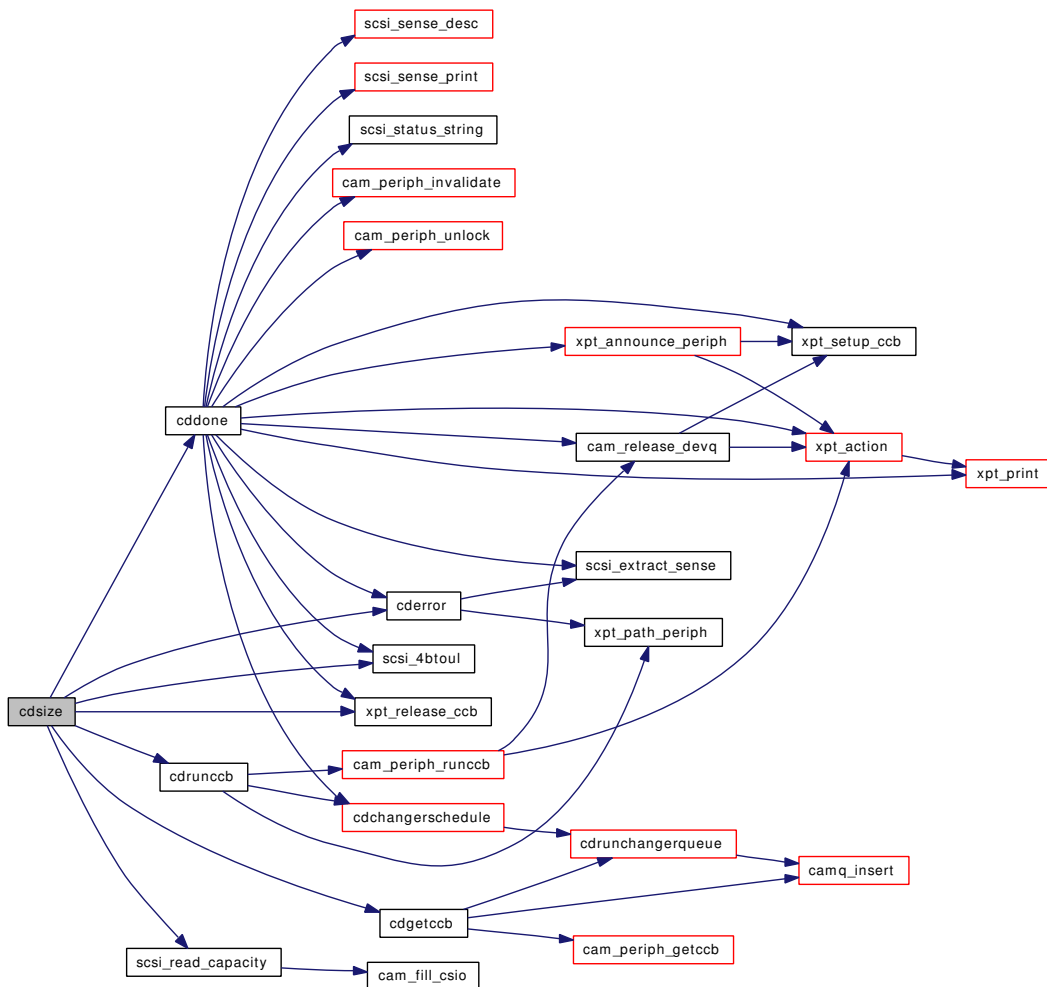 scsi_sense_desc
scsi_sense_print
scsi_status_string
cam_periph_invalidate
cam_periph_unlock
xpt_announce_periph
xpt_setup_ccb
cddone
cam_release_devq
xpt_action
xpt_print
scsi_extract_sense
cderror
xpt_path_periph
scsi_4btoul
cdsize
xpt_release_ccb
cdrunccb
cam_periph_runccb
cdchangerschedule
cdrunchangerqueue
camq_insert
cdgetccb
cam_periph_getccb
scsi_read_capacity
cam_fill_csio